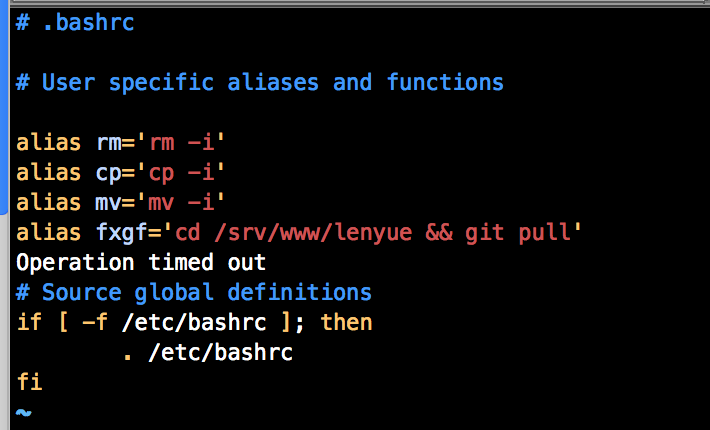 # .bashrc
# User specific aliases and functions
alias rm='rm -i'
alias cp='cp -i'
alias mv='mv -i'
alias fxgf='cd /srv/www/lenyue && git pull'
Operation timed out
# Source global definitions
if [ -f /etc/bashrc ]; then
        . /etc/bashrc
fi
~